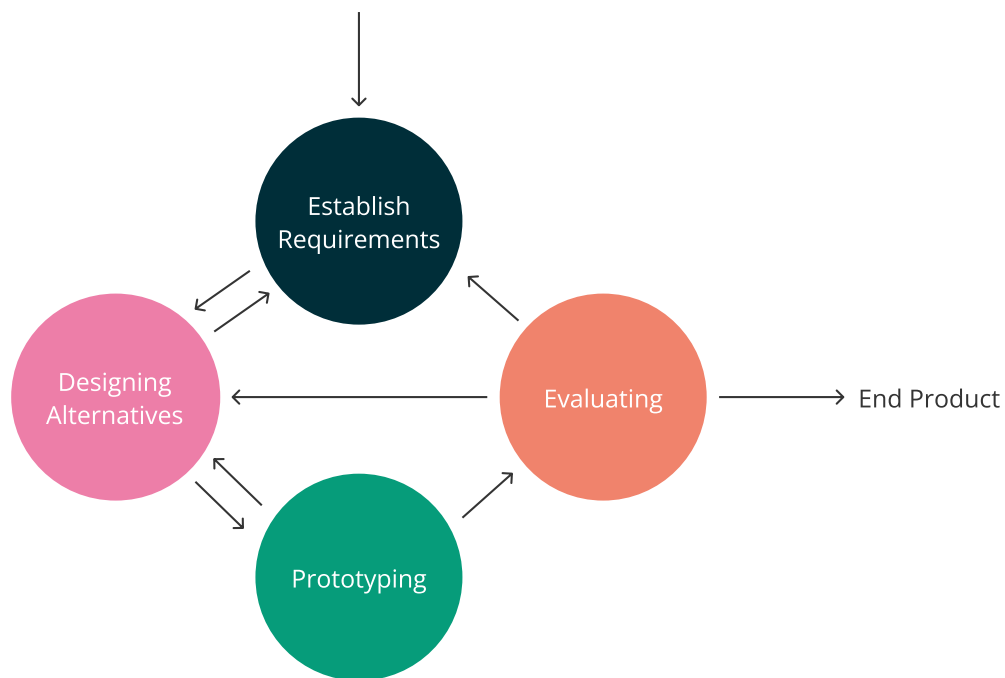 Establish
Requirements
Designing
Alternatives
Evaluating
End Product
Prototyping